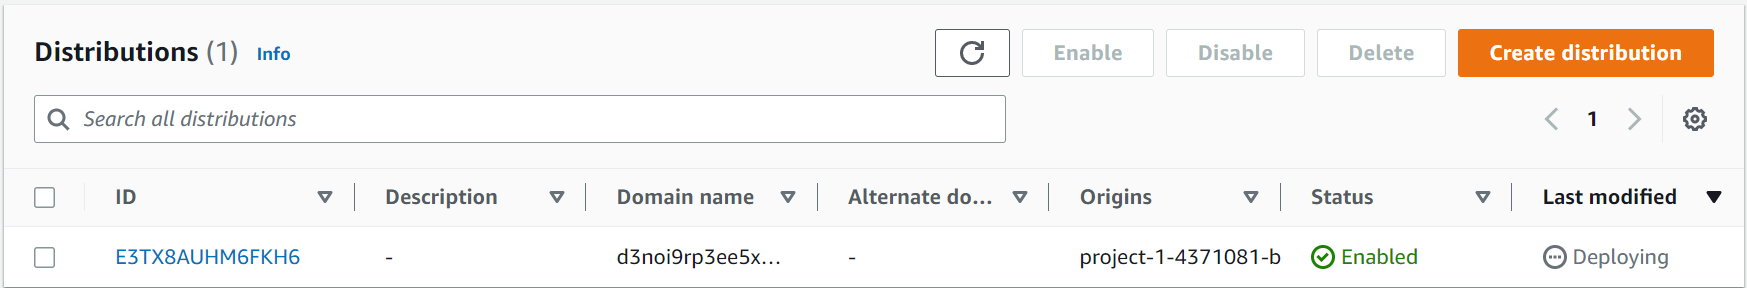 Distributions (1) Info Enable Disable Delete Create distribution
Search all distributions 1
ID Description Domain name Alternate do... Origins Status Last modified
E3TX8AUHM6FKH6 - d3noi9rp3ee5x... - project-1-4371081-b Enabled Deploying